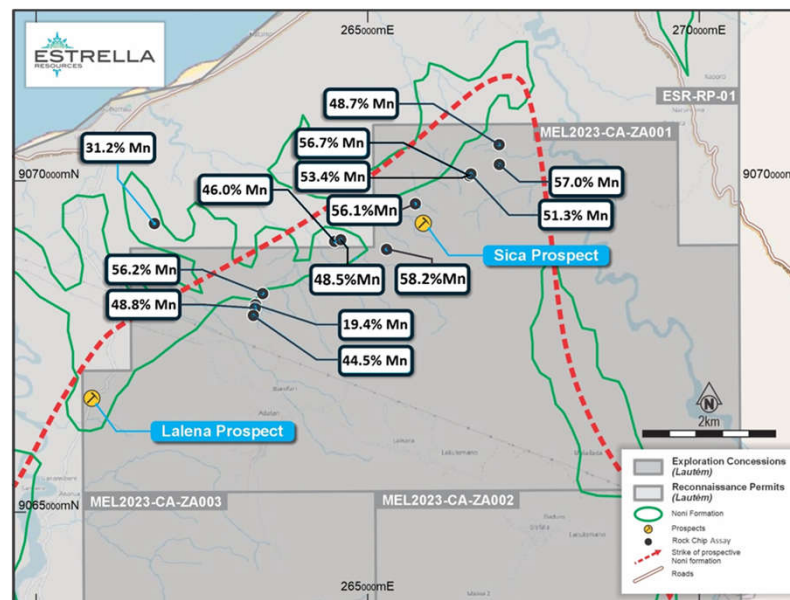 265000mE
270000mE
ESTRELLA
RESOURCES
ESR-RP-01
48.7% Mn
MEL2023-CA-ZA001
56.7% Mn
31.2% Mn
9070000mN
53.4% Mn
9070000mN
57.0% Mn
46.0% Mn
56.1%Mn
51.3% Mn
Sica Prospect
56.2% Mn
48.5%Mn
58.2%Mn
48.8% Mn
19.4% Mn
44.5% Mn
N
2km
Lalena Prospect
Exploration Concessions
(Lautém)
Reconnaissance Permits
(Lautém)
Noni Formation
Prospects
Rock Chip Assay
Strike of prospective
Noni formation
Roads
MEL2023-CA-ZA003
MEL2023-CA-ZA002
9065000mN
265000mE